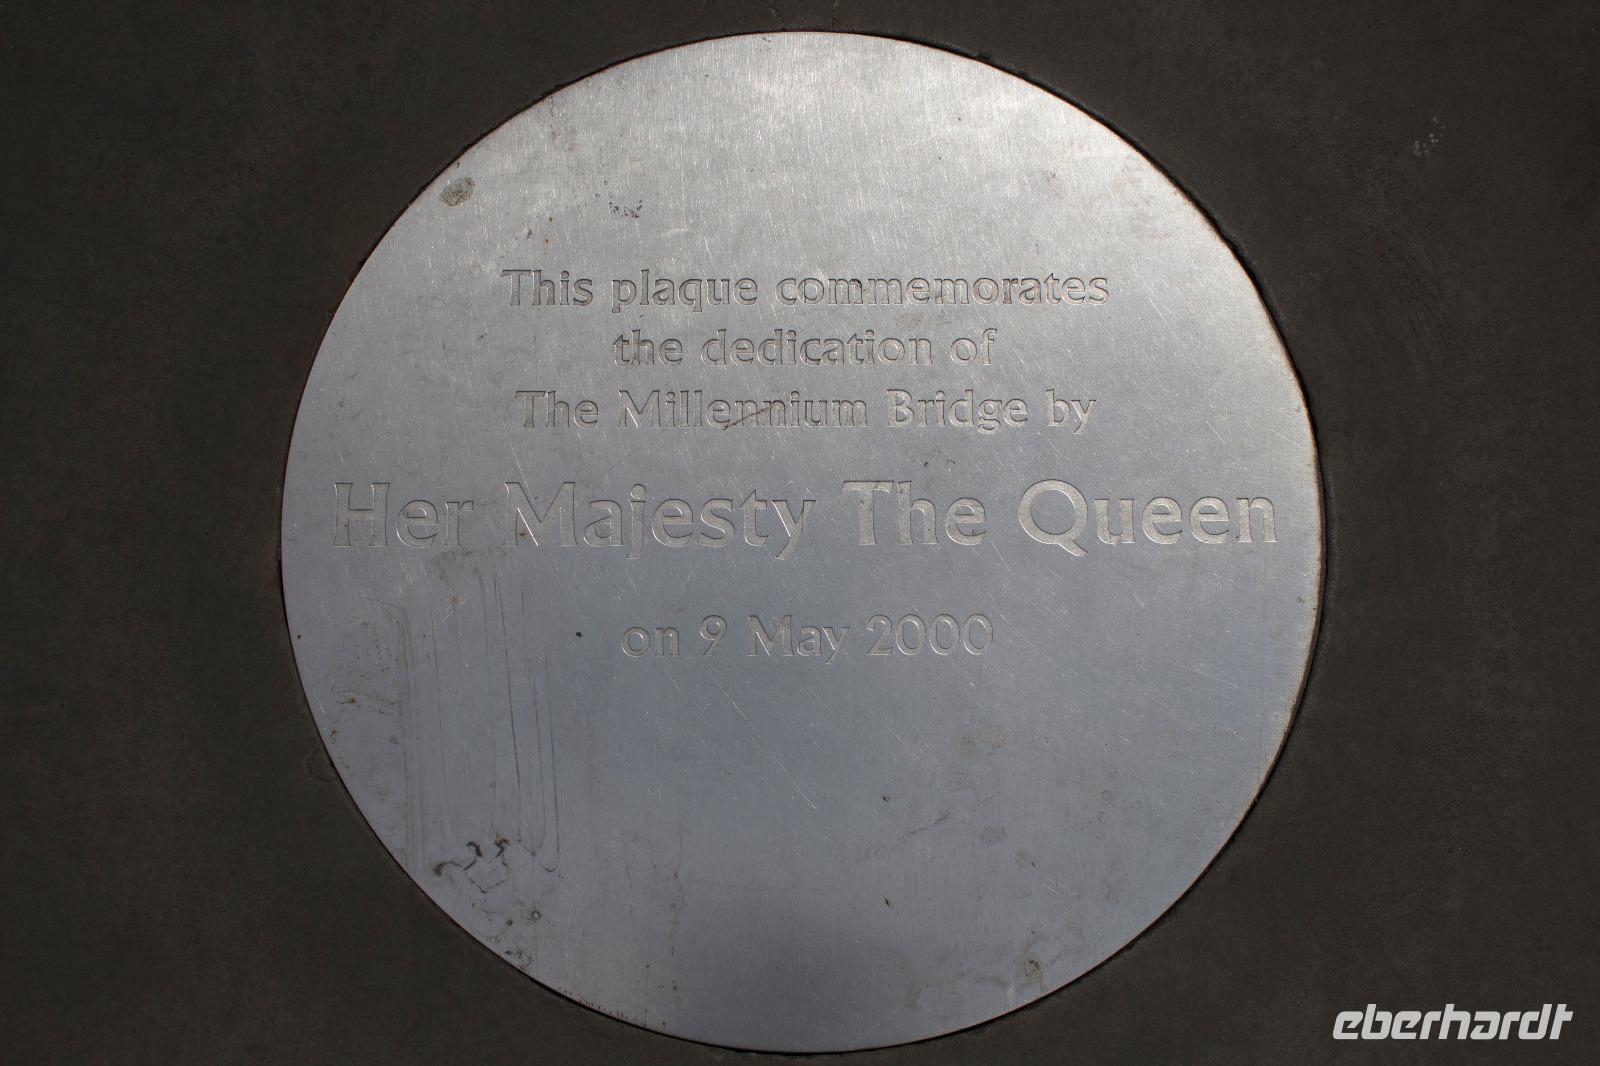 This plaque commemorates
the dedication of
The Millennium Bridge by
Her Majesty The Queen
on 9 May 2000
eberhardt